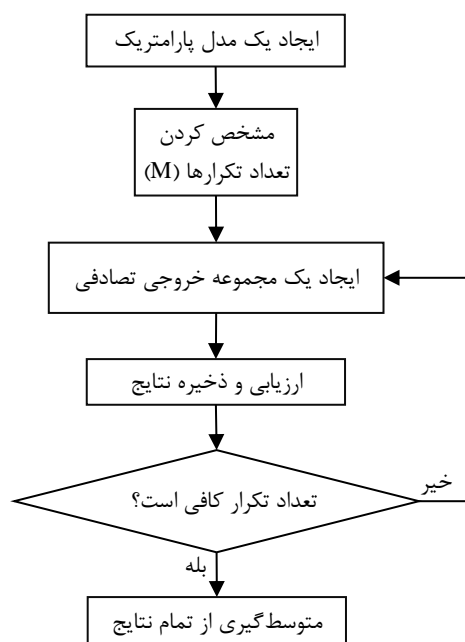 ایجاد یک مدل پارامتریک
مشخص کردن
تعداد تکرارها (M)
ایجاد یک مجموعه خروجی تصادفی
ارزیابی و ذخیره نتایج
تعداد تکرار کافی است؟
خیر
بله
متوسط‌گیری از تمام نتایج